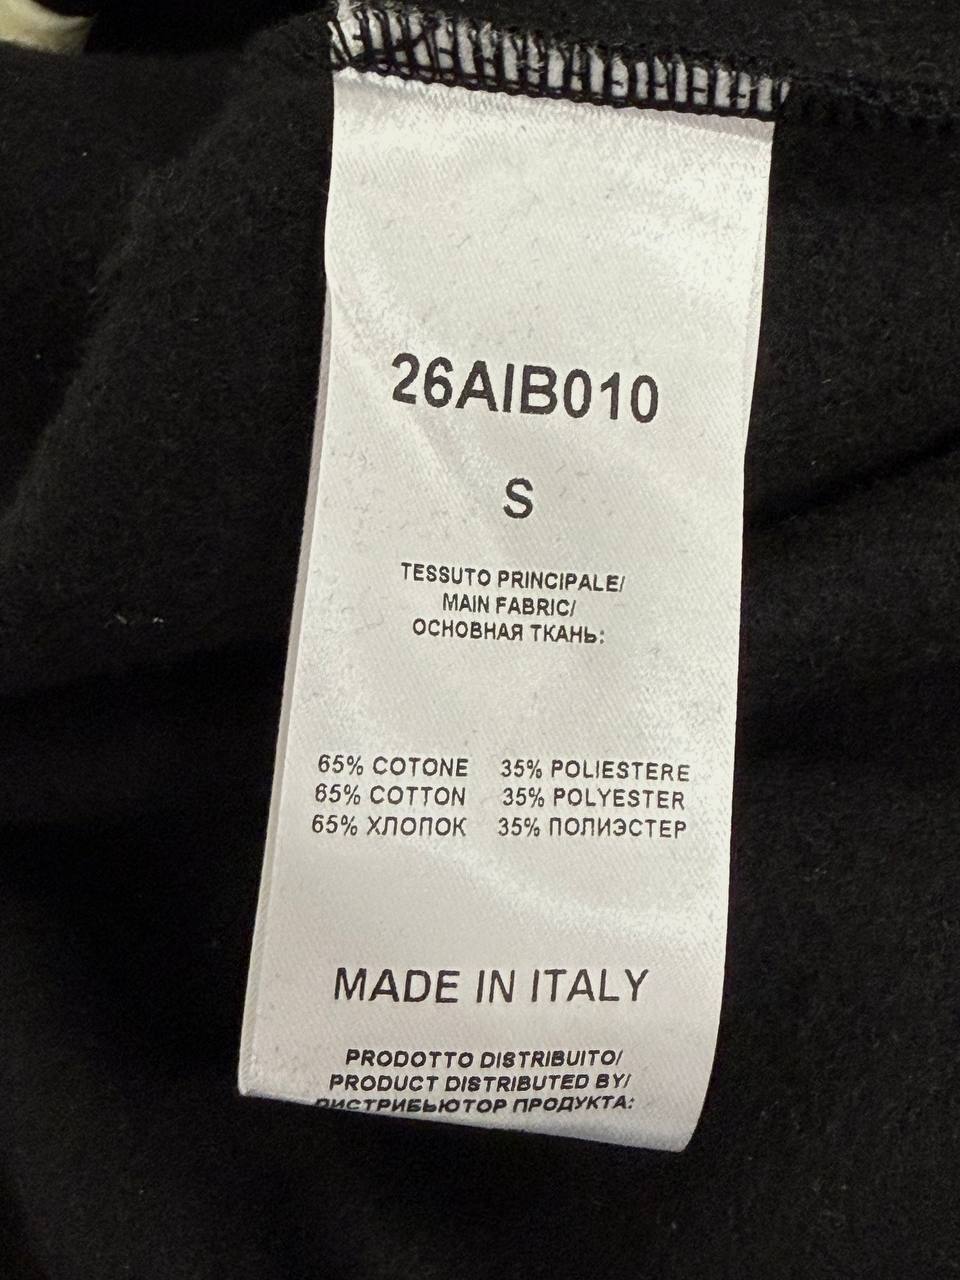 26AIB010
S
TESSUTO PRINCIPALE/
MAIN FABRIC/
ОСНОВНАЯ ТКАНЬ:
65% COTONE 35% POLIESTERE
65% COTTON 35% POLYESTER
65% ХЛОПОК 35% ПОЛИЭСТЕР
MADE IN ITALY
PRODOTTO DISTRIBUITO/
PRODUCT DISTRIBUTED BY/
ДИСТРИБЬЮТОР ПРОДУКТА: